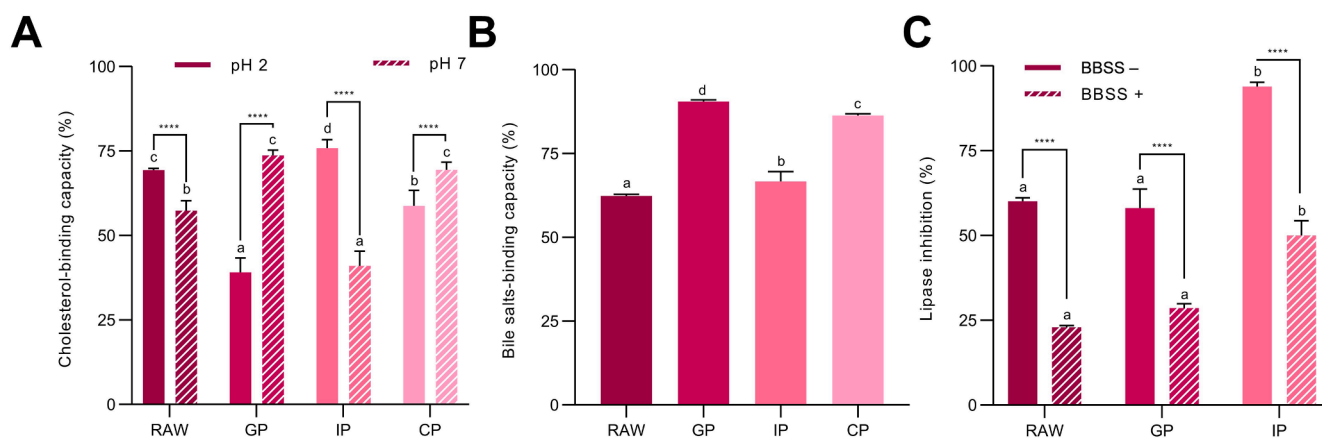 A
Cholesterol-binding capacity (%)
pH 2
pH 7
100
75
50
25
0
****
****
****
****
c
b
a
c
d
a
b
c
RAW
GP
IP
CP
B
Bile salts-binding capacity (%)
100
75
50
25
0
a
d
b
c
RAW
GP
IP
CP
C
Lipase inhibition (%)
BBSS –
BBSS +
100
75
50
25
0
****
****
****
a
a
a
a
b
b
RAW
GP
IP